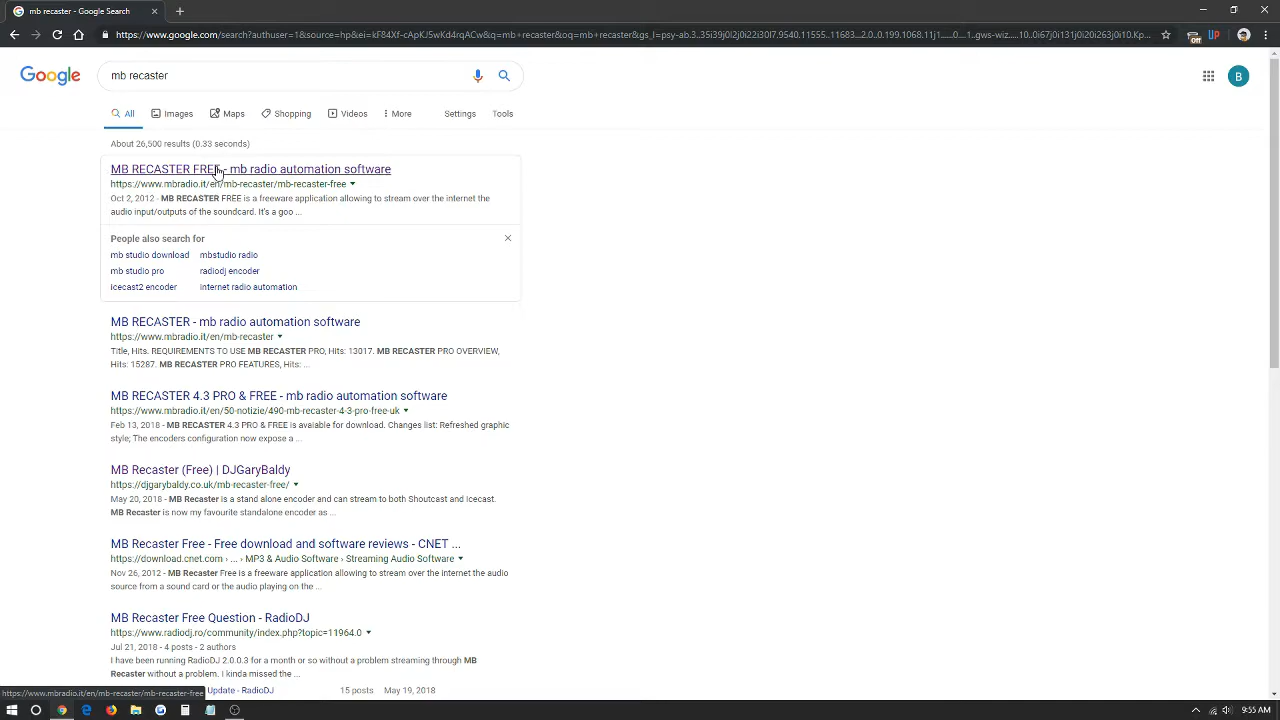 mb recaster - Google Search
https://www.google.com/search?authuser=1&source=hp&ei=kF84Xf-cApKJ5wKd4rqACw&q=mb+recaster&oq=mb+recaster&gs_l=psy-ab.3..35i39j0l2j0i22i30l7.9540.11555..11683...2.0..0.199.1068.11j1......0....1..gws-wiz.....10..0i67j0i131j0i20i263j0i10.Kp...
Off
UP
Google
mb recaster
B
All
Images
Maps
Shopping
Videos
More
Settings
Tools
About 26,500 results (0.33 seconds)
MB RECASTER FREE - mb radio automation software
https://www.mbradio.it/en/mb-recaster/mb-recaster-free
Oct 2, 2012 - MB RECASTER FREE is a freeware application allowing to stream over the internet the
audio input/outputs of the soundcard. It's a goo ...
People also search for
mb studio download mbstudio radio
mb studio pro radiodj encoder
icecast2 encoder internet radio automation
MB RECASTER - mb radio automation software
https://www.mbradio.it/en/mb-recaster
Title, Hits. REQUIREMENTS TO USE MB RECASTER PRO, Hits: 13017. MB RECASTER PRO OVERVIEW,
Hits: 15287. MB RECASTER PRO FEATURES, Hits: ...
MB RECASTER 4.3 PRO & FREE - mb radio automation software
https://www.mbradio.it/en/50-notizie/490-mb-recaster-4-3-pro-free-uk
Feb 13, 2018 - MB RECASTER 4.3 PRO & FREE is avaiable for download. Changes list: Refreshed graphic
style; The encoders configuration now expose a ...
MB Recaster (Free) | DJGaryBaldy
https://djgarybaldy.co.uk/mb-recaster-free/
May 20, 2018 - MB Recaster is a stand alone encoder and can stream to both Shoutcast and Icecast.
MB Recaster is now my favourite standalone encoder as ...
MB Recaster Free - Free download and software reviews - CNET ...
https://download.cnet.com › ... › MP3 & Audio Software › Streaming Audio Software
Nov 26, 2012 - MB Recaster Free is a freeware application allowing to stream over the internet the audio
source from a sound card or the audio playing on the ...
MB Recaster Free Question - RadioDJ
https://www.radiodj.ro/community/index.php?topic=11964.0
Jul 21, 2018 - 4 posts - 2 authors
I have been running RadioDJ 2.0.0.3 for a month or so without a problem streaming through MB
Recaster without a problem. I kinda missed the ...
Update - RadioDJ 15 posts May 19, 2018
https://www.mbradio.it/en/mb-recaster/mb-recaster-free
9:55 AM